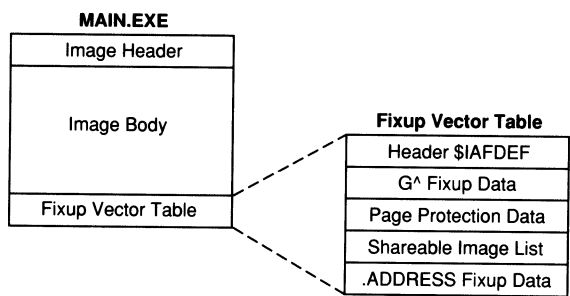 MAIN.EXE
Image Header
Image Body
Fixup Vector Table
Fixup Vector Table
Header $IAFDEF
G^ Fixup Data
Page Protection Data
Shareable Image List
.ADDRESS Fixup Data